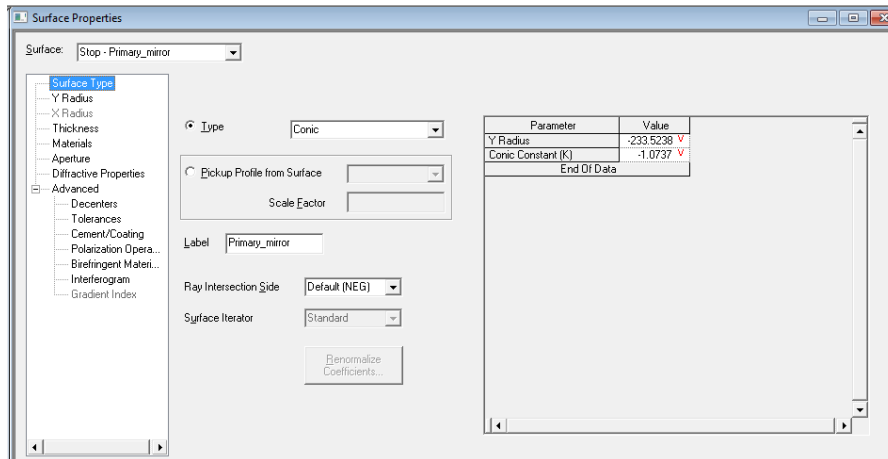 Surface Properties
Surface: Stop - Primary_mirror
Surface Type
Y Radius
X Radius
Thickness
Materials
Aperture
Diffractive Properties
Advanced
Decenters
Tolerances
Cement/Coating
Polarization Opera...
Birefringent Materi...
Interferogram
Gradient Index
Type Conic
Pickup Profile from Surface
Scale Factor
Label Primary_mirror
Ray Intersection Side Default (NEG)
Surface Iterator Standard
Renormalize
Coefficients...
Parameter Value
Y Radius -233.5238 V
Conic Constant (K) -1.0737 V
End Of Data